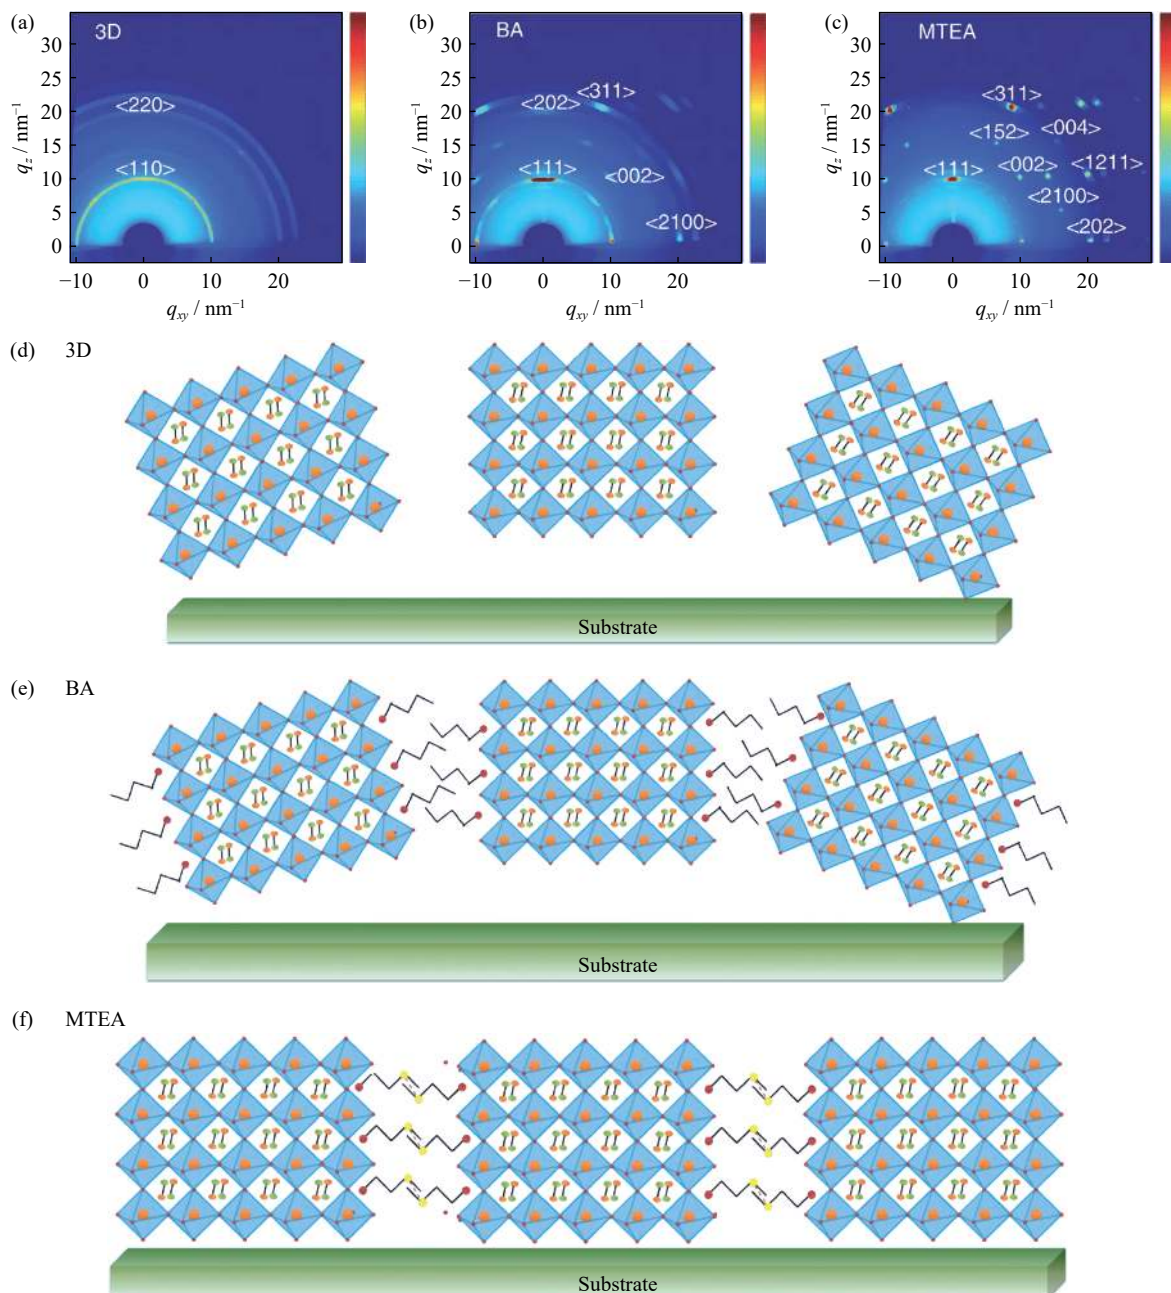 (a)
3D
<220>
<110>
30
25
20
15
10
5
0
q_z / nm⁻¹
−10
0
10
20
q_xy / nm⁻¹
(b)
BA
<311>
<202>
<111>
<002>
<2100>
30
25
20
15
10
5
0
q_z / nm⁻¹
−10
0
10
20
q_xy / nm⁻¹
(c)
MTEA
<311>
<152>
<004>
<111>
<002>
<1211>
<2100>
<202>
30
25
20
15
10
5
0
q_z / nm⁻¹
−10
0
10
20
q_xy / nm⁻¹
(d) 3D
Substrate
(e) BA
Substrate
(f) MTEA
Substrate